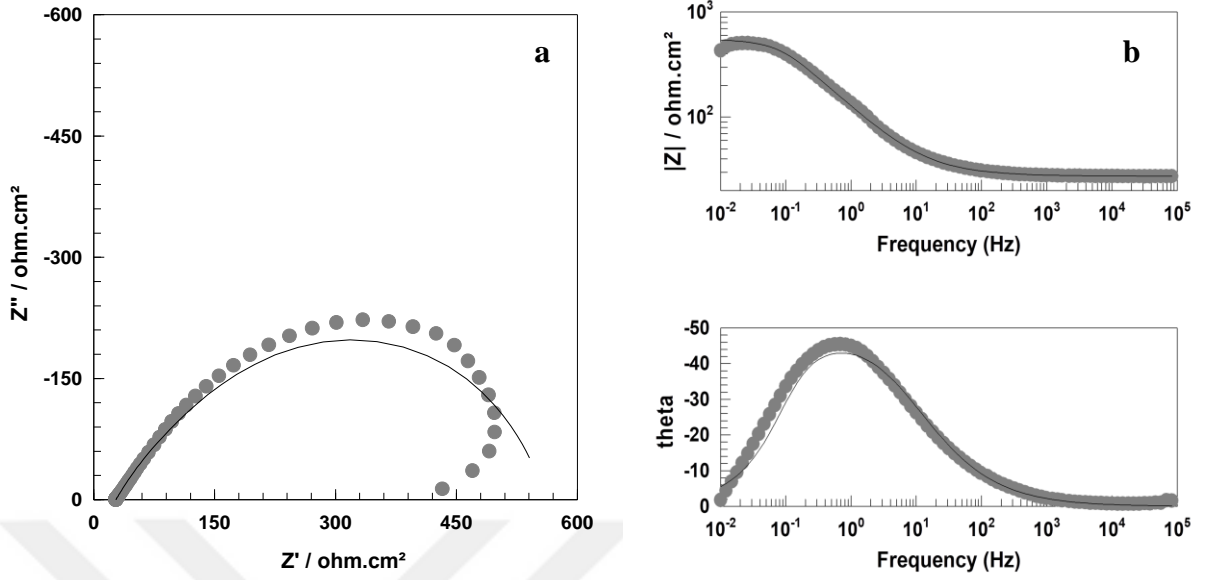 -600
-450
-300
-150
0
0 150 300 450 600
Z" / ohm.cm²
Z' / ohm.cm²
a
10³
10²
|Z| / ohm.cm²
10⁻² 10⁻¹ 10⁰ 10¹ 10² 10³ 10⁴ 10⁵
Frequency (Hz)
b
-50
-40
-30
-20
-10
0
theta
10⁻² 10⁻¹ 10⁰ 10¹ 10² 10³ 10⁴ 10⁵
Frequency (Hz)